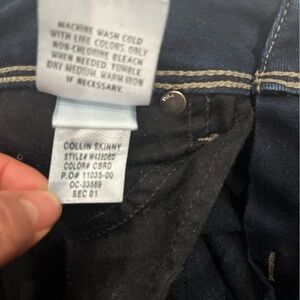 MACHINE WASH COLD
WITH LIKE COLORS. ONLY
NON-CHLORINE BLEACH
WHEN NEEDED. TUMBLE
DRY MEDIUM. WARM IRON
IF NECESSARY.
COLLIN SKINNY
STYLE# W422DED
COLOR# CBRD
P.O# 11035-00
OC-33589
SEC 01